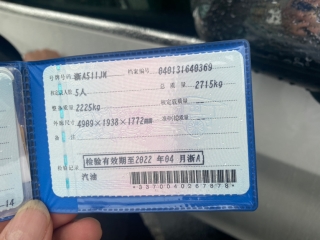 号牌号码 浙A511JM 档案编号 040131640369
核定载人数 5人 总质量 2715kg
整备质量 2225kg 核定载质量
外廓尺寸 4909×1938×1772mm 准牵引总质量
备注
检验记录 检验有效期至2022年04月浙A
汽油